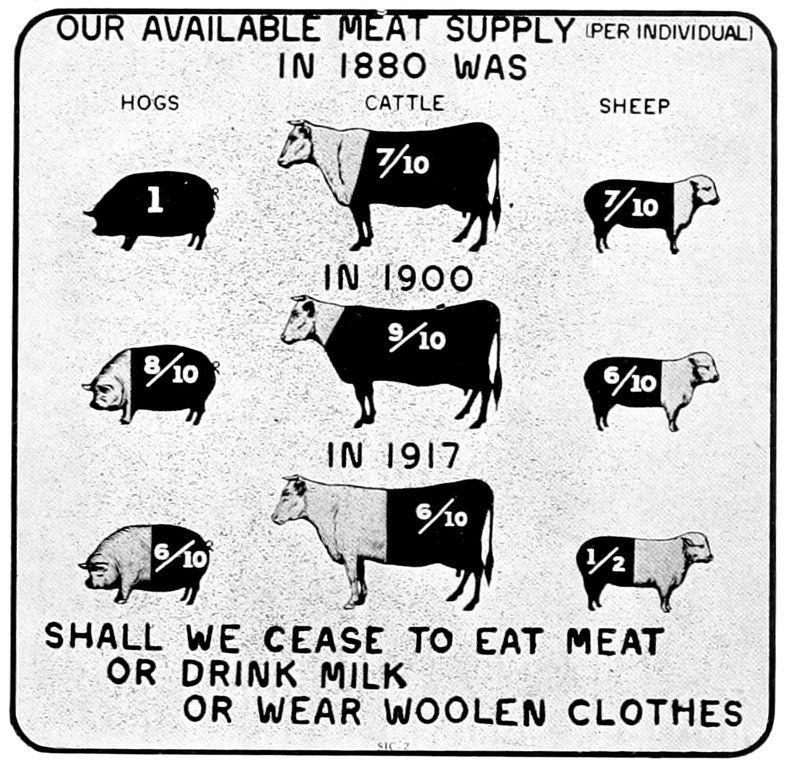 OUR AVAILABLE MEAT SUPPLY (PER INDIVIDUAL)
IN 1880 WAS
HOGS CATTLE SHEEP
1 7/10 7/10
IN 1900
8/10 9/10 6/10
IN 1917
6/10 6/10 1/2
SHALL WE CEASE TO EAT MEAT
OR DRINK MILK
OR WEAR WOOLEN CLOTHES